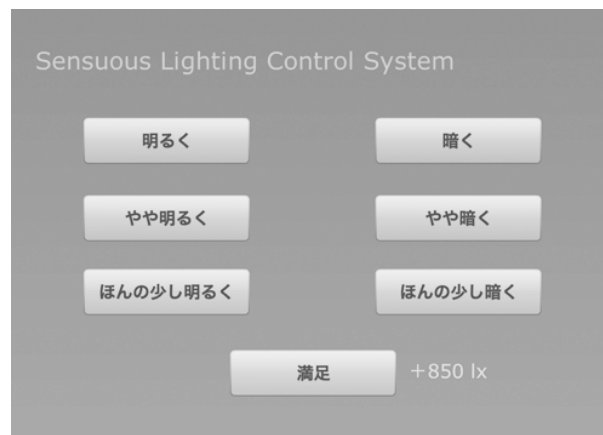 Sensuous Lighting Control System
明るく 暗く
やや明るく やや暗く
ほんの少し明るく ほんの少し暗く
満足 +850 lx